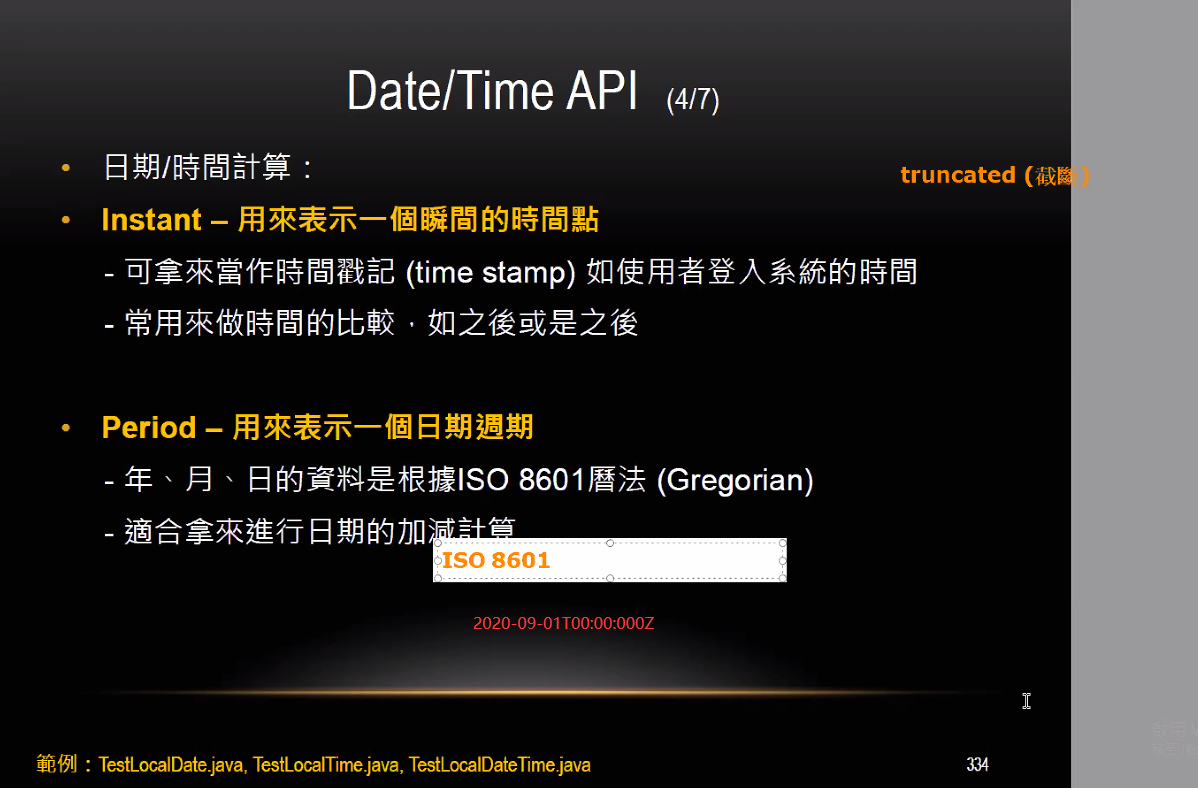 Date/Time API (4/7)
• 日期/時間計算：
truncated (截斷)
• Instant – 用來表示一個瞬間的時間點
- 可拿來當作時間戳記 (time stamp) 如使用者登入系統的時間
- 常用來做時間的比較，如之後或是之後
• Period – 用來表示一個日期週期
- 年、月、日的資料是根據ISO 8601曆法 (Gregorian)
- 適合拿來進行日期的加減計算
ISO 8601
2020-09-01T00:00:000Z
範例：TestLocalDate.java, TestLocalTime.java, TestLocalDateTime.java
334